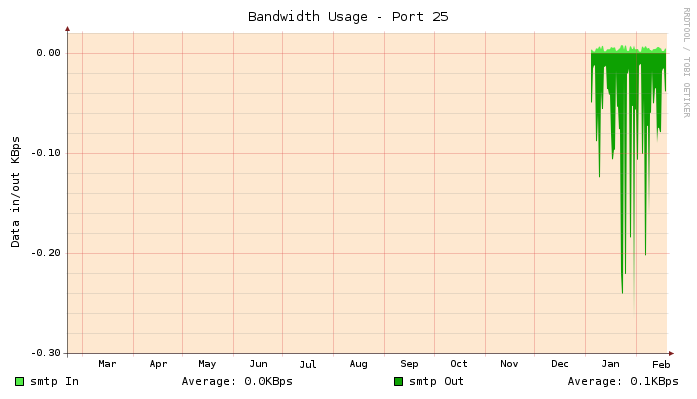 Bandwidth Usage - Port 25
RRDTOOL / TOBI OETIKER
Data in/out KBps
0.00
-0.10
-0.20
-0.30
Mar Apr May Jun Jul Aug Sep Oct Nov Dec Jan Feb
smtp In Average: 0.0KBps smtp Out Average: 0.1KBps